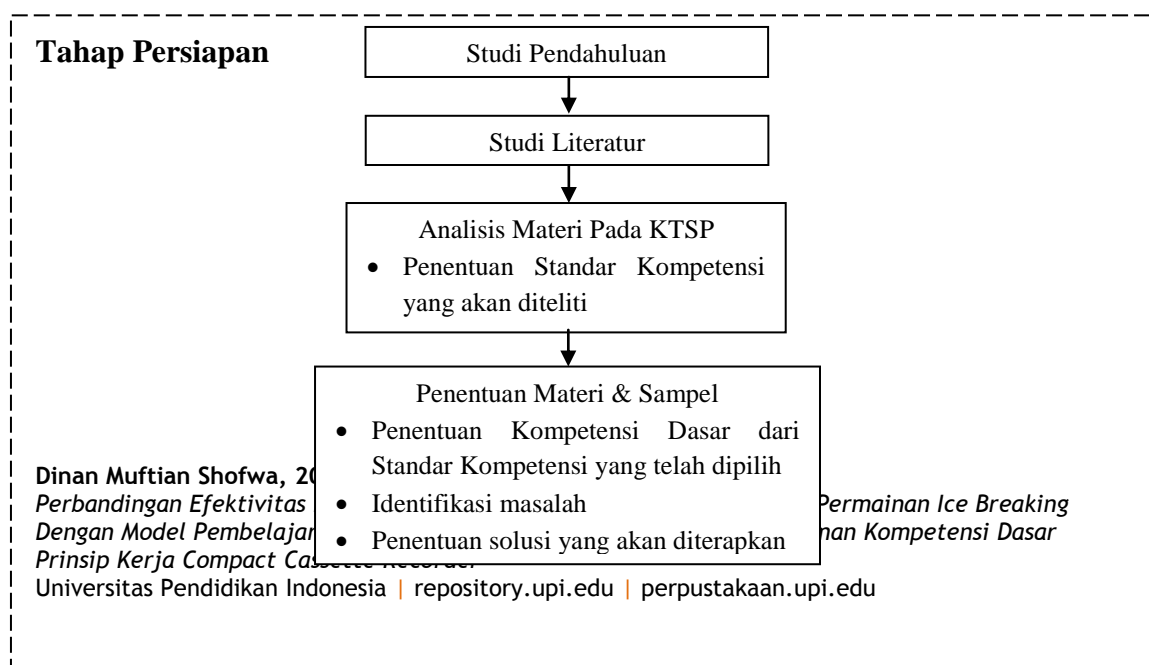 Tahap Persiapan
Studi Pendahuluan
Studi Literatur
Analisis Materi Pada KTSP
• Penentuan Standar Kompetensi
yang akan diteliti
Penentuan Materi & Sampel
• Penentuan Kompetensi Dasar dari
Standar Kompetensi yang telah dipilih
• Identifikasi masalah
• Penentuan solusi yang akan diterapkan
Dinan Muftian Shofwa,
Perbandingan Efektivitas Permainan Ice Breaking
Dengan Model Kompetensi Dasar
Prinsip Kerja Compact
Universitas Pendidikan Indonesia | repository.upi.edu | perpustakaan.upi.edu